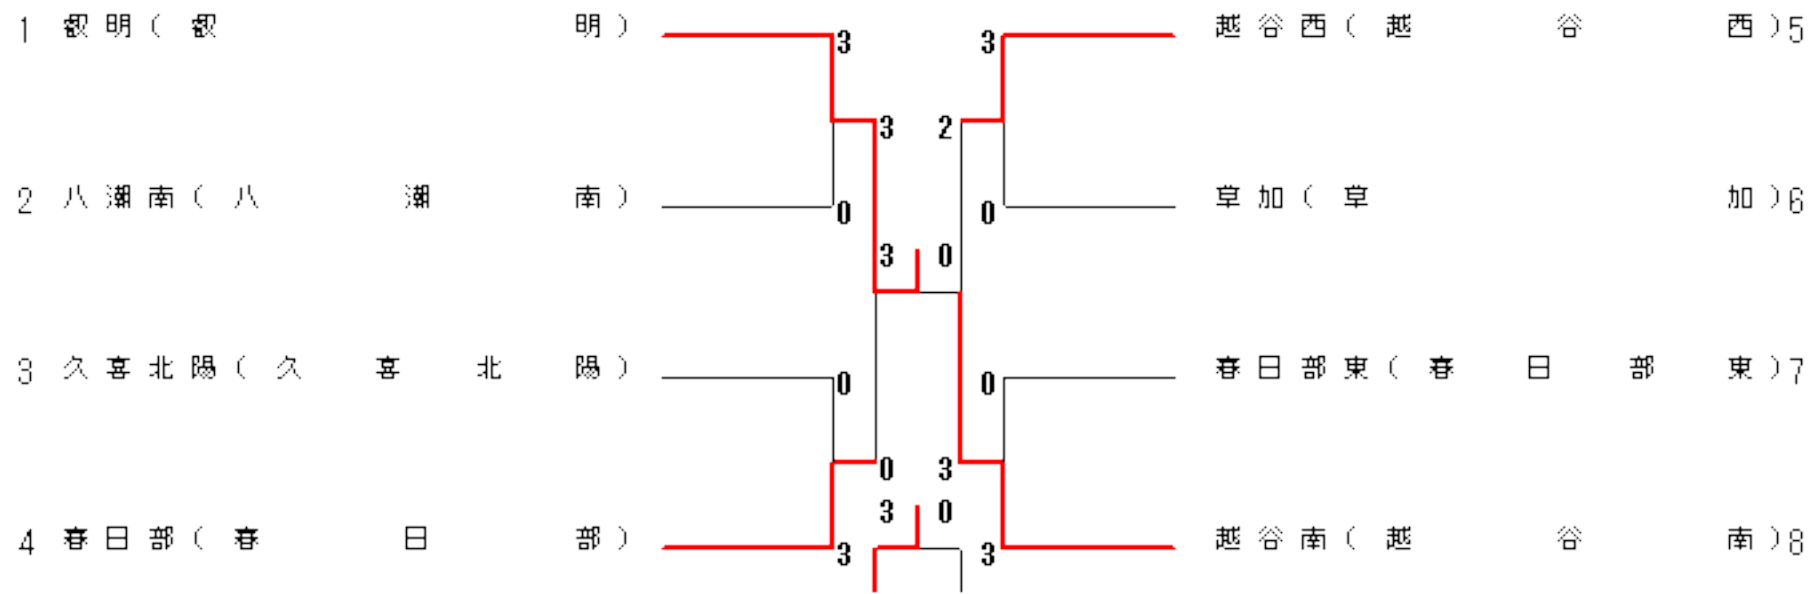 1 叡明(叡 明) 3 3 越谷西(越 谷 西)5
3 2
2 八潮南(八 潮 南) 0 0 草加(草 加)6
3 0
3 久喜北陽(久 喜 北 陽) 0 0 春日部東(春 日 部 東)7
0 3
3 0
4 春日部(春 日 部) 3 3 越谷南(越 谷 南)8